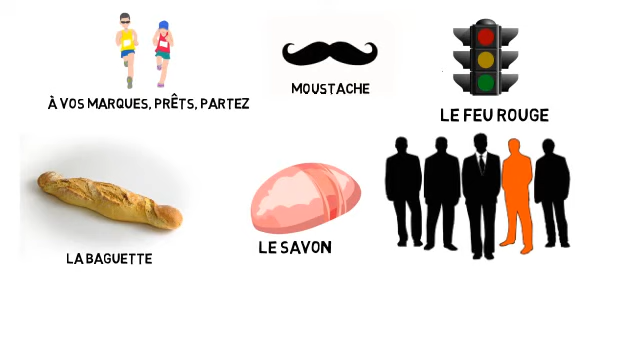 À VOS MARQUES, PRÊTS, PARTEZ
MOUSTACHE
LE FEU ROUGE
LA BAGUETTE
LE SAVON